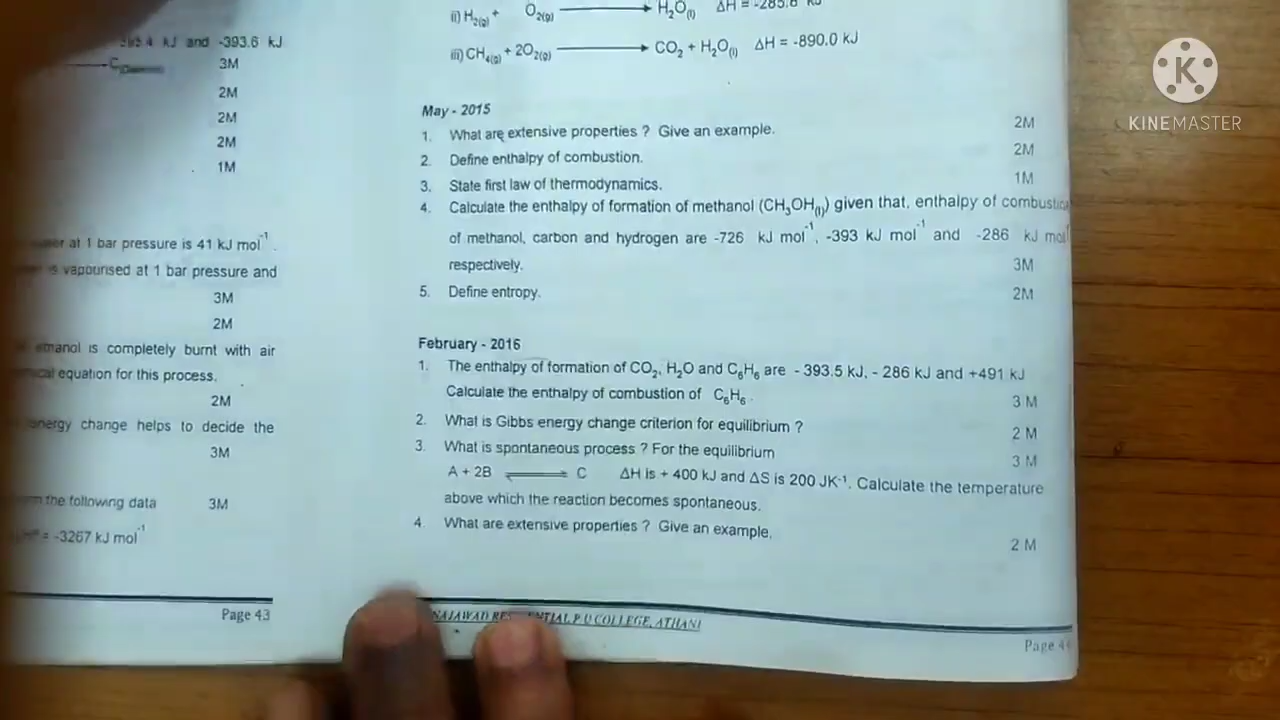 -393.6 kJ
and
3M
2M
2M
2M
1M
at 1 bar pressure is 41 kJ mol⁻¹.
is vapourised at 1 bar pressure and
3M
2M
is completely burnt with air
equation for this process.
2M
energy change helps to decide the
3M
the following data 3M
= -3267 kJ mol⁻¹
Page 43
ii) H₂(g) + O₂(g) ⟶ H₂O(l) ΔH =
iii) CH₄(g) + 2O₂(g) ⟶ CO₂ + H₂O(l) ΔH = -890.0 kJ
May - 2015
1. What are extensive properties ? Give an example. 2M
2. Define enthalpy of combustion. 2M
3. State first law of thermodynamics. 1M
4. Calculate the enthalpy of formation of methanol (CH₃OH(l)) given that, enthalpy of
of methanol, carbon and hydrogen are -726 kJ mol⁻¹, -393 kJ mol⁻¹ and -286 kJ
respectively. 3M
5. Define entropy. 2M
February - 2016
1. The enthalpy of formation of CO₂, H₂O and C₆H₆ are - 393.5 kJ, - 286 kJ and +491 kJ
Calculate the enthalpy of combustion of C₆H₆. 3 M
2. What is Gibbs energy change criterion for equilibrium ? 2 M
3. What is spontaneous process ? For the equilibrium 3 M
A + 2B ⇌ C ΔH is + 400 kJ and ΔS is 200 JK⁻¹. Calculate the temperature
above which the reaction becomes spontaneous.
4. What are extensive properties ? Give an example. 2 M
P U COLLEGE, ATHANI
Page
K
KINEMASTER